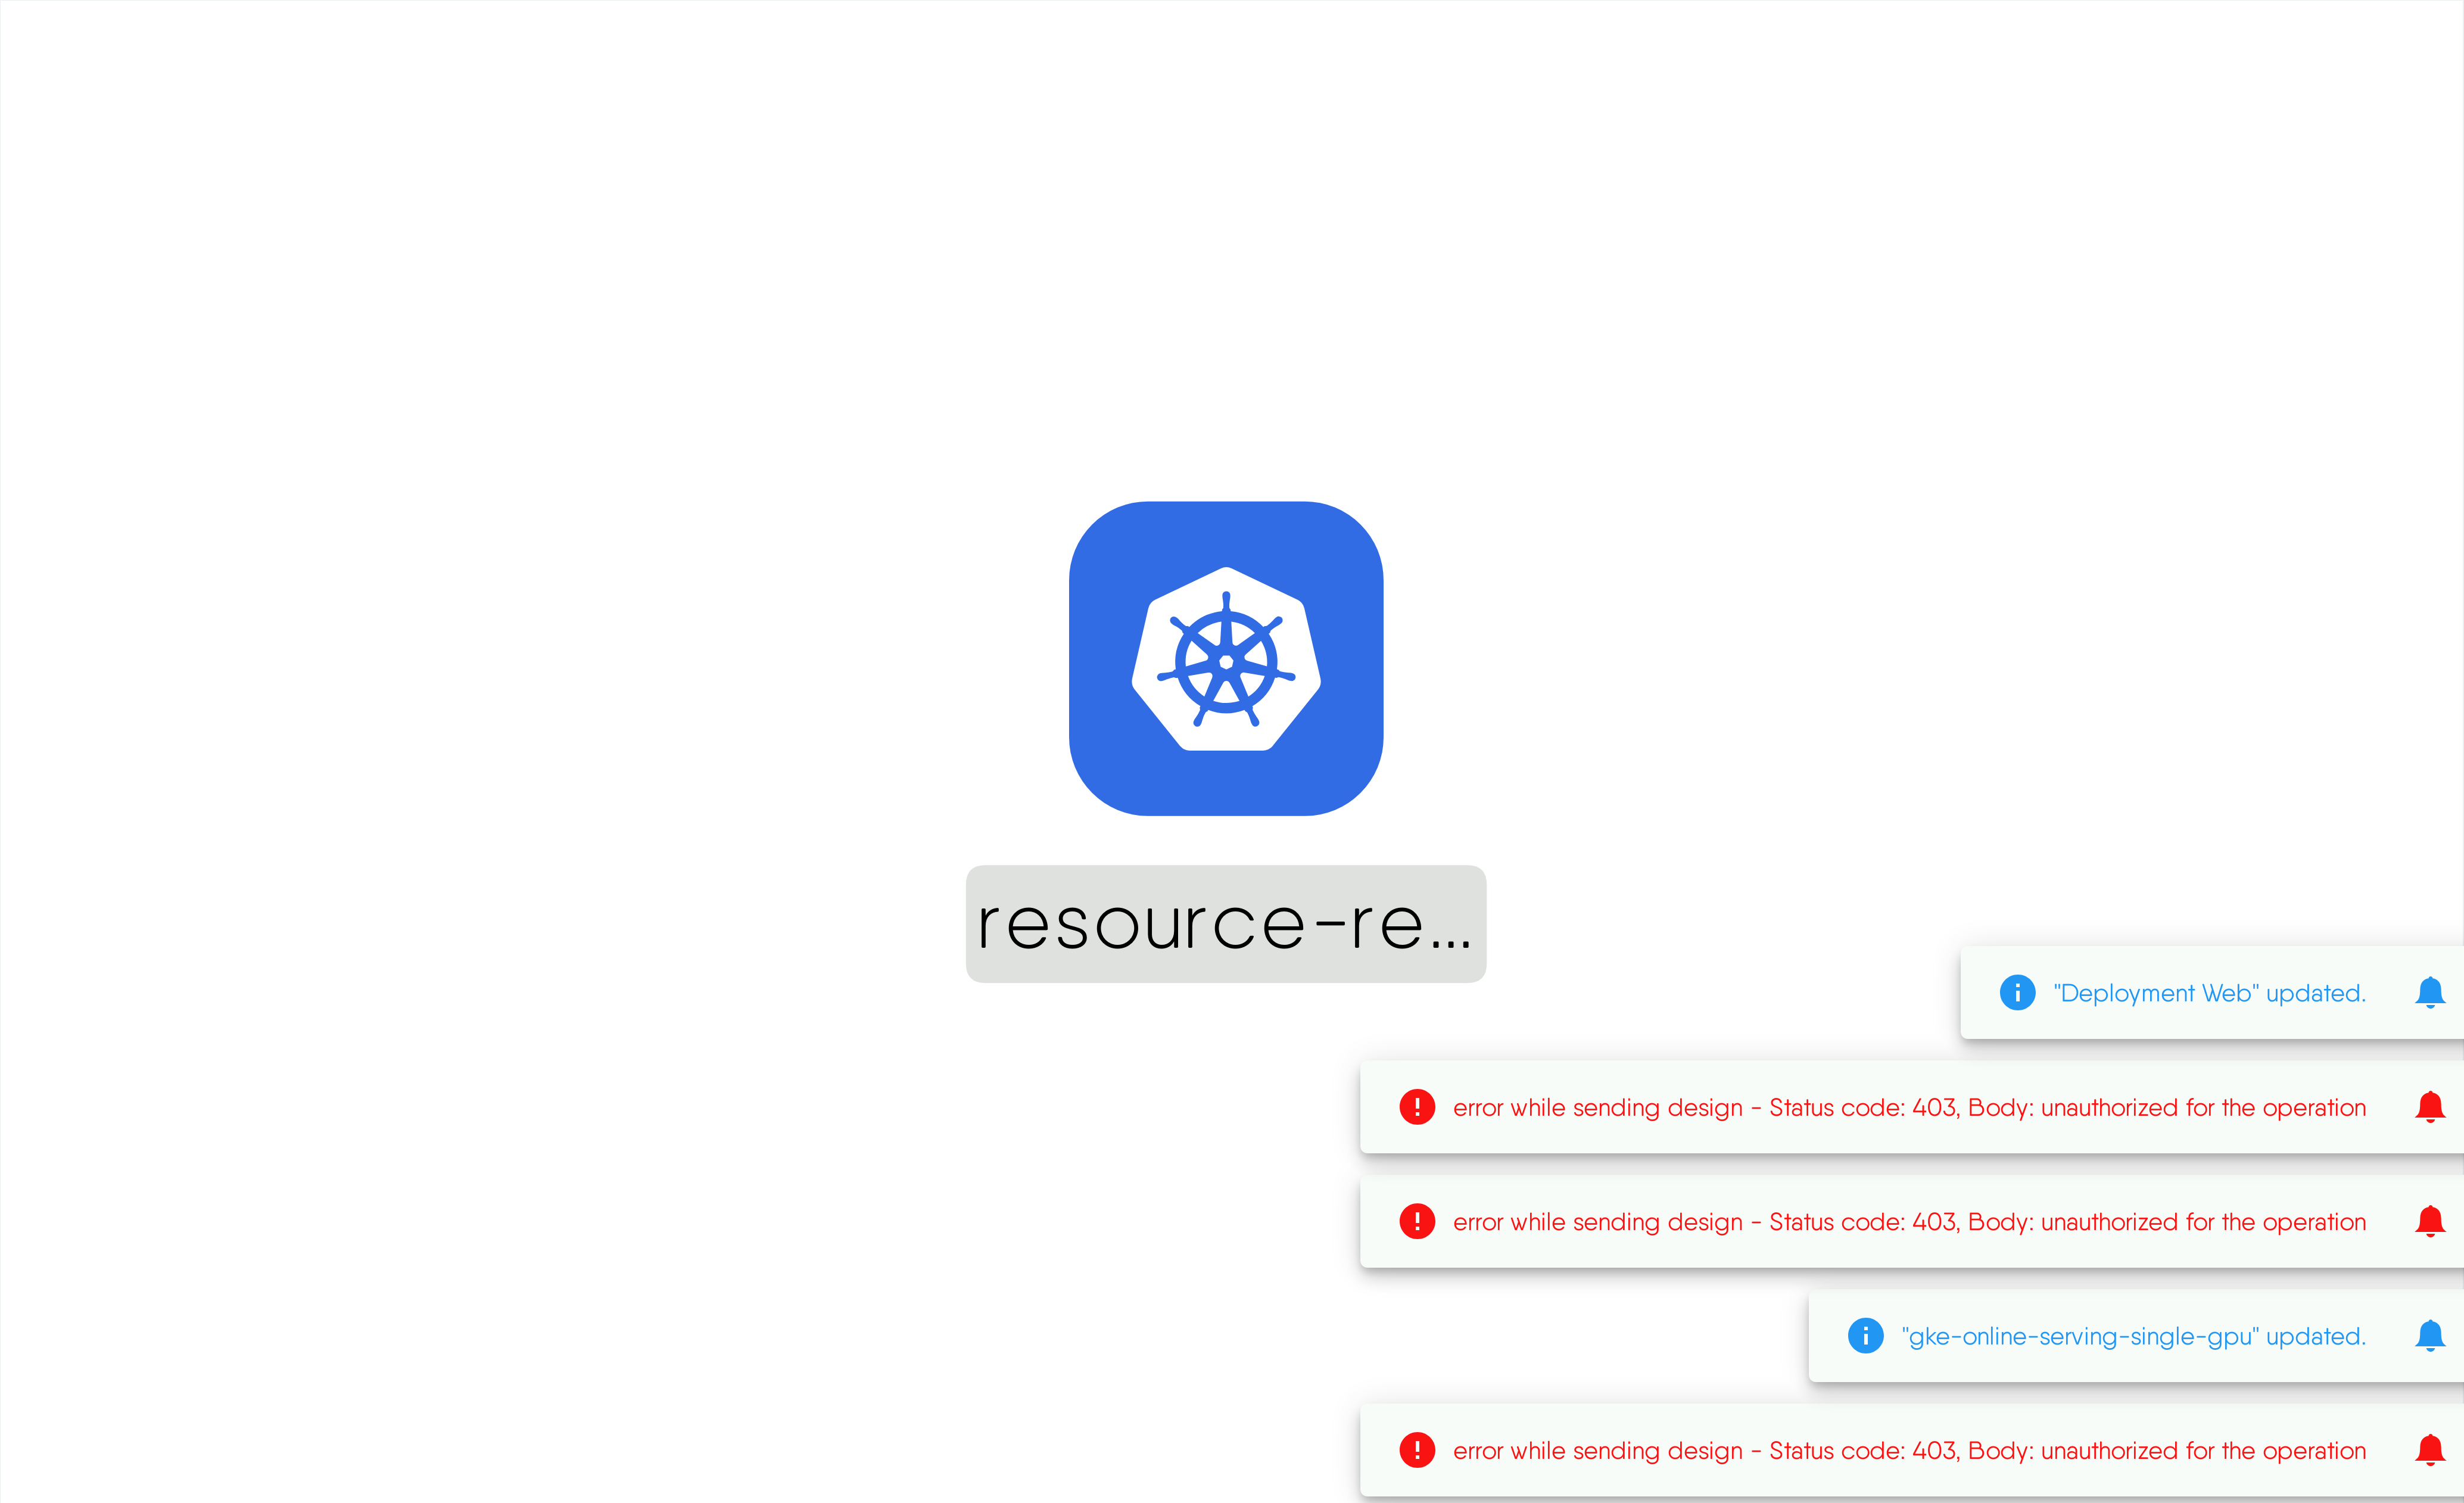 resource-re...
"Deployment Web" updated.
error while sending design - Status code: 403, Body: unauthorized for the operation
error while sending design - Status code: 403, Body: unauthorized for the operation
"gke-online-serving-single-gpu" updated.
error while sending design - Status code: 403, Body: unauthorized for the operation